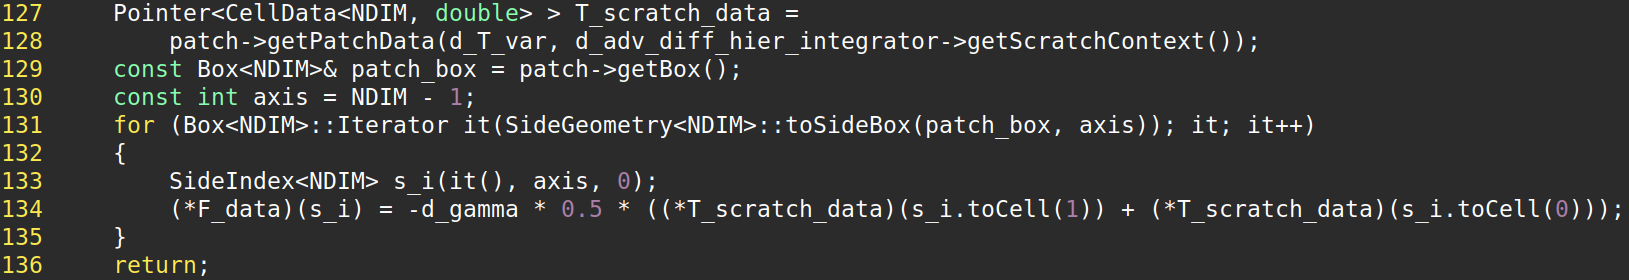 127     Pointer<CellData<NDIM, double> > T_scratch_data =
128         patch->getPatchData(d_T_var, d_adv_diff_hier_integrator->getScratchContext());
129     const Box<NDIM>& patch_box = patch->getBox();
130     const int axis = NDIM - 1;
131     for (Box<NDIM>::Iterator it(SideGeometry<NDIM>::toSideBox(patch_box, axis)); it; it++)
132     {
133         SideIndex<NDIM> s_i(it(), axis, 0);
134         (*F_data)(s_i) = -d_gamma * 0.5 * ((*T_scratch_data)(s_i.toCell(1)) + (*T_scratch_data)(s_i.toCell(0)));
135     }
136     return;